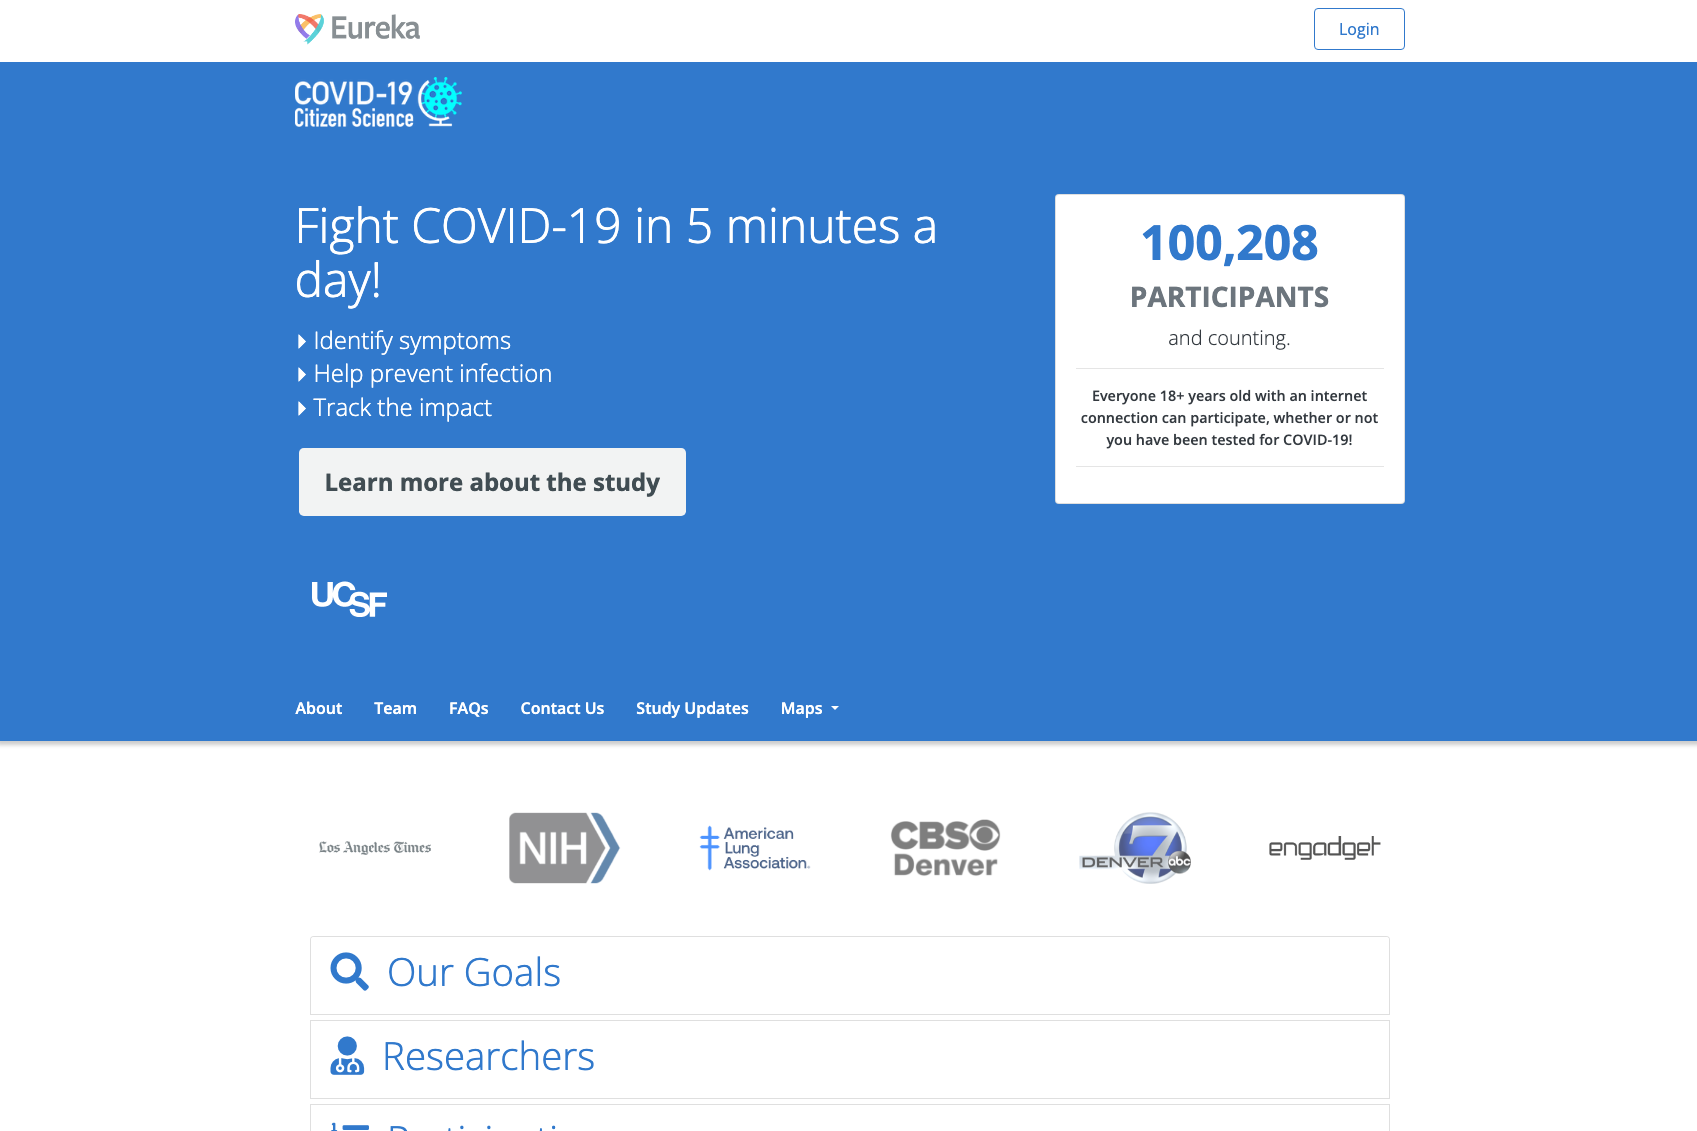 Eureka
Login
COVID-19
Citizen Science
Fight COVID-19 in 5 minutes a
day!
Identify symptoms
Help prevent infection
Track the impact
Learn more about the study
100,208
PARTICIPANTS
and counting.
Everyone 18+ years old with an internet
connection can participate, whether or not
you have been tested for COVID-19!
UCSF
About Team FAQs Contact Us Study Updates Maps
Los Angeles Times
NIH
American
Lung
Association.
CBS
Denver
7
DENVER abc
engadget
Our Goals
Researchers